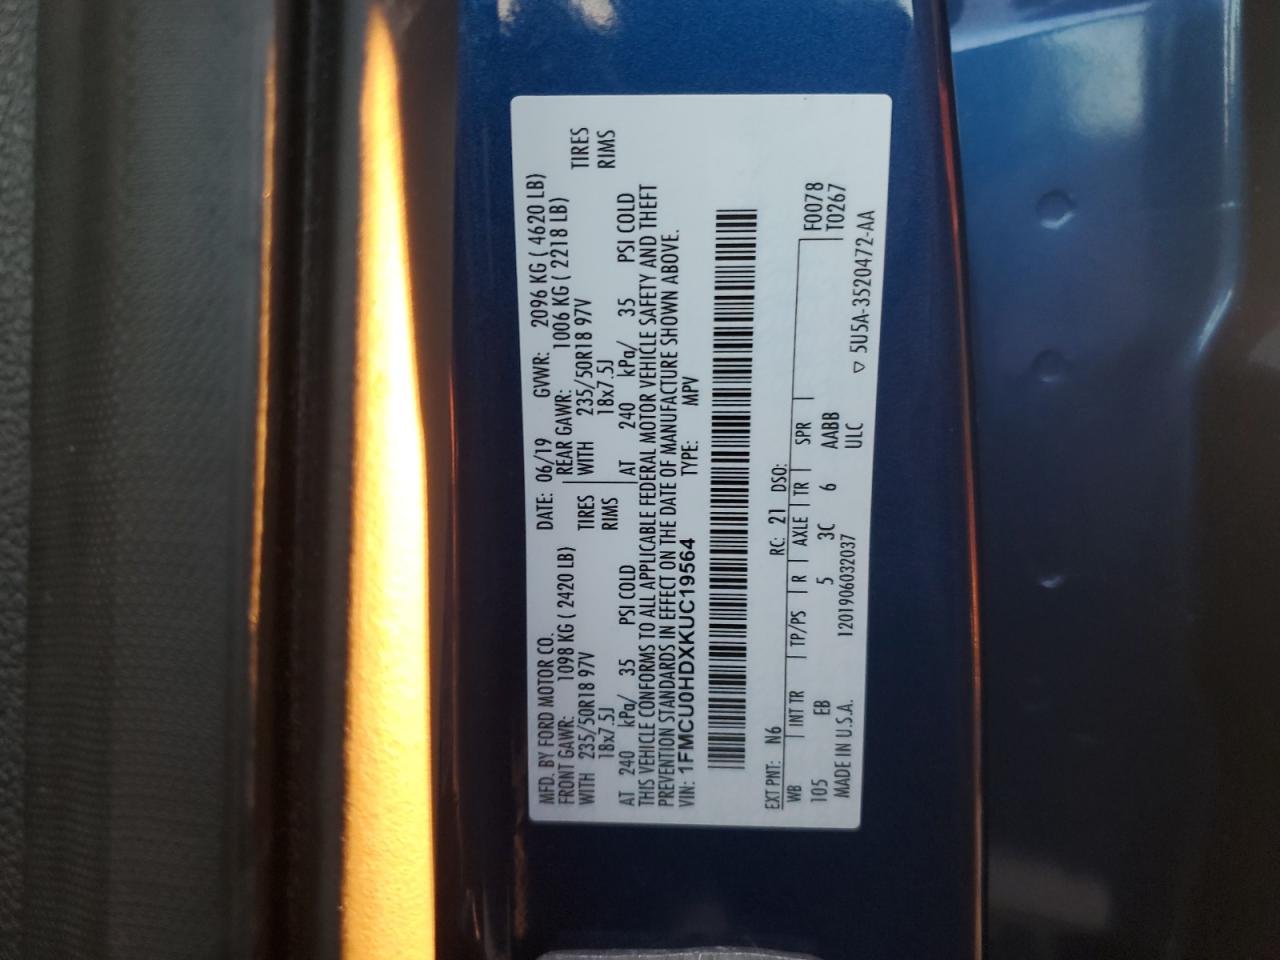 MFD. BY FORD MOTOR CO. DATE: 06/19 GVWR: 2096 KG ( 4620 LB)
FRONT GAWR: 1098 KG ( 2420 LB) REAR GAWR: 1006 KG ( 2218 LB)
WITH 235/50R18 97V TIRES WITH 235/50R18 97V TIRES
18x7.5J RIMS 18x7.5J RIMS
AT 240 kPa/ 35 PSI COLD AT 240 kPa/ 35 PSI COLD
THIS VEHICLE CONFORMS TO ALL APPLICABLE FEDERAL MOTOR VEHICLE SAFETY AND THEFT
PREVENTION STANDARDS IN EFFECT ON THE DATE OF MANUFACTURE SHOWN ABOVE.
VIN: 1FMCU0HDXKUC19564 TYPE: MPV
EXT PNT: N6 RC: 21 DSO:
WB INT TR TP/PS R AXLE TR SPR F0078
105 EB 5 3C 6 AABB T0267
MADE IN U.S.A. 1201906032037 ULC ▽ 5U5A-3520472-AA